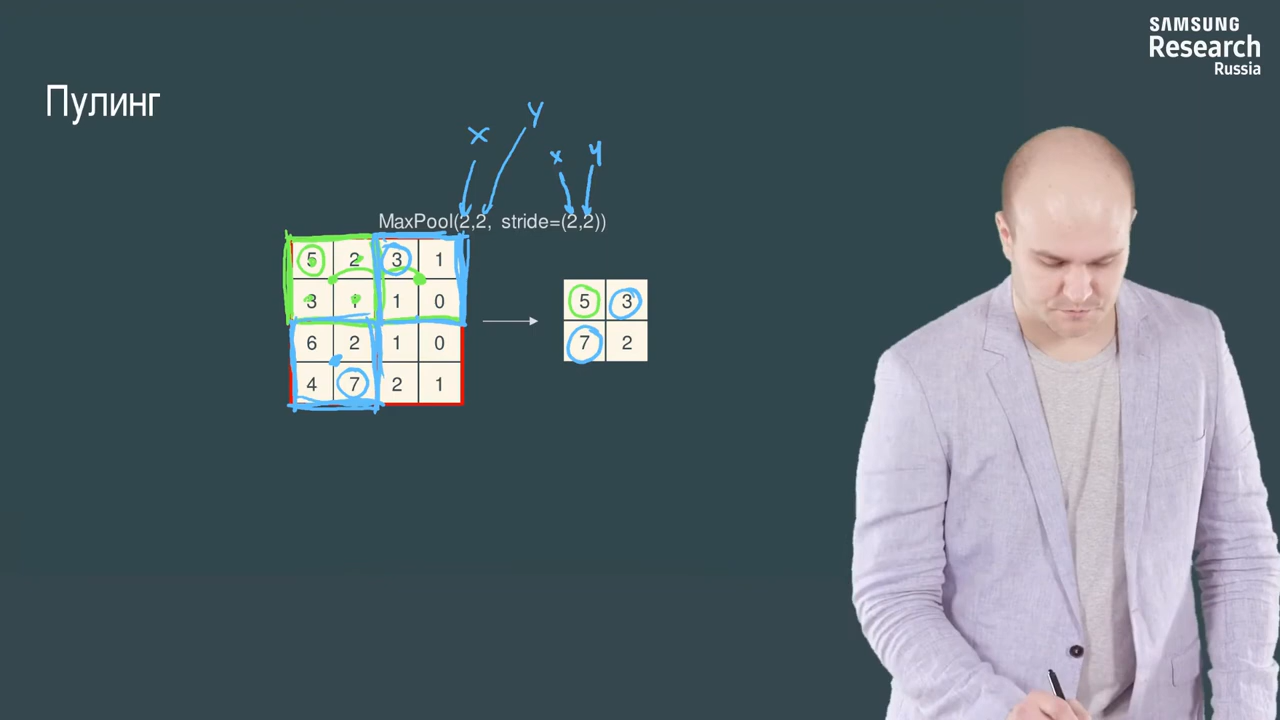 SAMSUNG
Research
Russia
Пулинг
x y
x y
MaxPool(2,2, stride=(2,2))
5 2 3 1
3 1 1 0
6 2 1 0
4 7 2 1
5 3
7 2